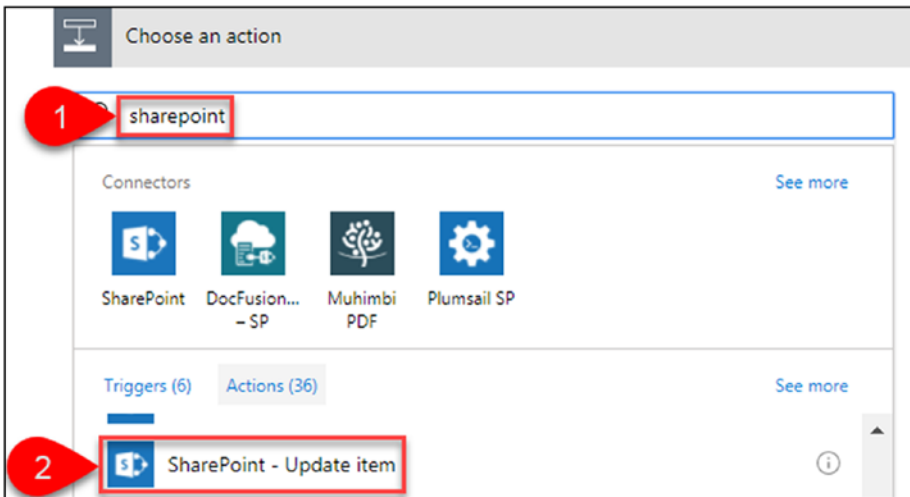 Choose an action
1
sharepoint
Connectors
See more
SharePoint
DocFusion...
– SP
Muhimbi
PDF
Plumsail SP
Triggers (6)
Actions (36)
See more
2
SharePoint - Update item